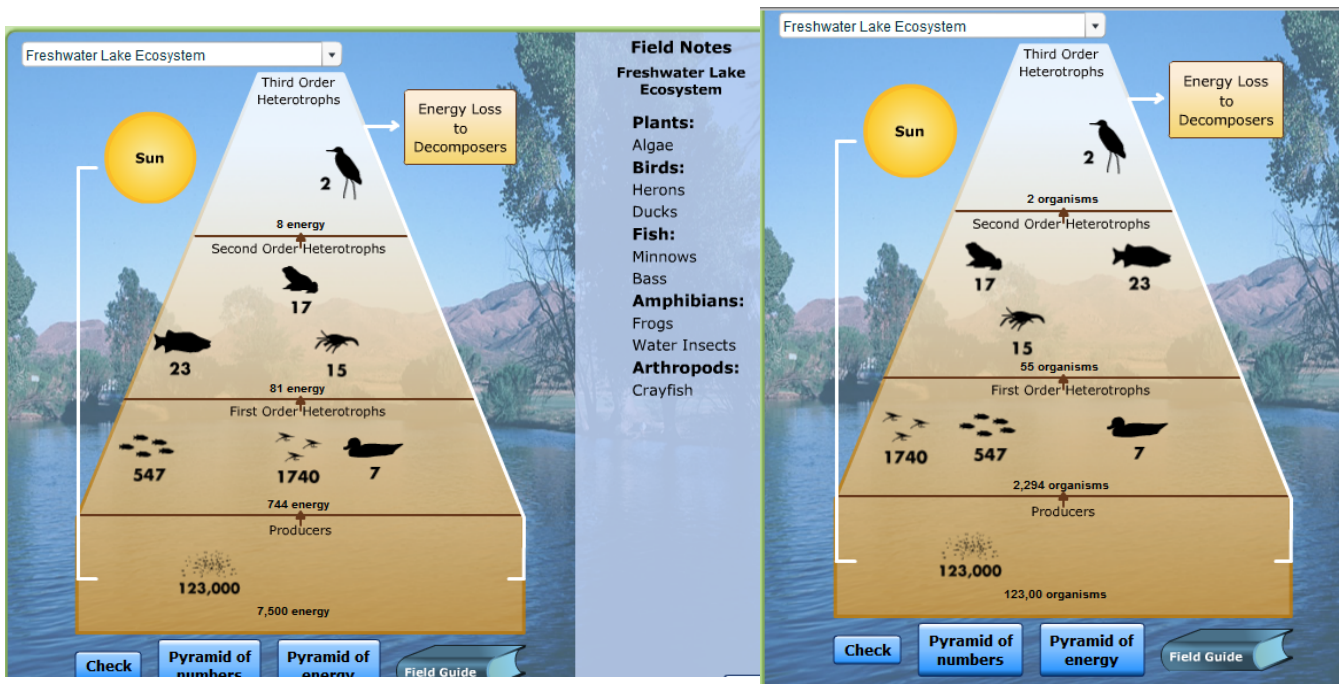 Freshwater Lake Ecosystem
Third Order
Heterotrophs
Energy Loss
to
Decomposers
Sun
2
8 energy
Second Order Heterotrophs
17
23
15
81 energy
First Order Heterotrophs
547
1740
7
744 energy
Producers
123,000
7,500 energy
Check
Pyramid of
numbers
Pyramid of
energy
Field Guide
Field Notes
Freshwater Lake
Ecosystem
Plants:
Algae
Birds:
Herons
Ducks
Fish:
Minnows
Bass
Amphibians:
Frogs
Water Insects
Arthropods:
Crayfish
Freshwater Lake Ecosystem
Third Order
Heterotrophs
Energy Loss
to
Decomposers
Sun
2
2 organisms
Second Order Heterotrophs
17
23
15
55 organisms
First Order Heterotrophs
1740
547
7
2,294 organisms
Producers
123,000
123,00 organisms
Check
Pyramid of
numbers
Pyramid of
energy
Field Guide